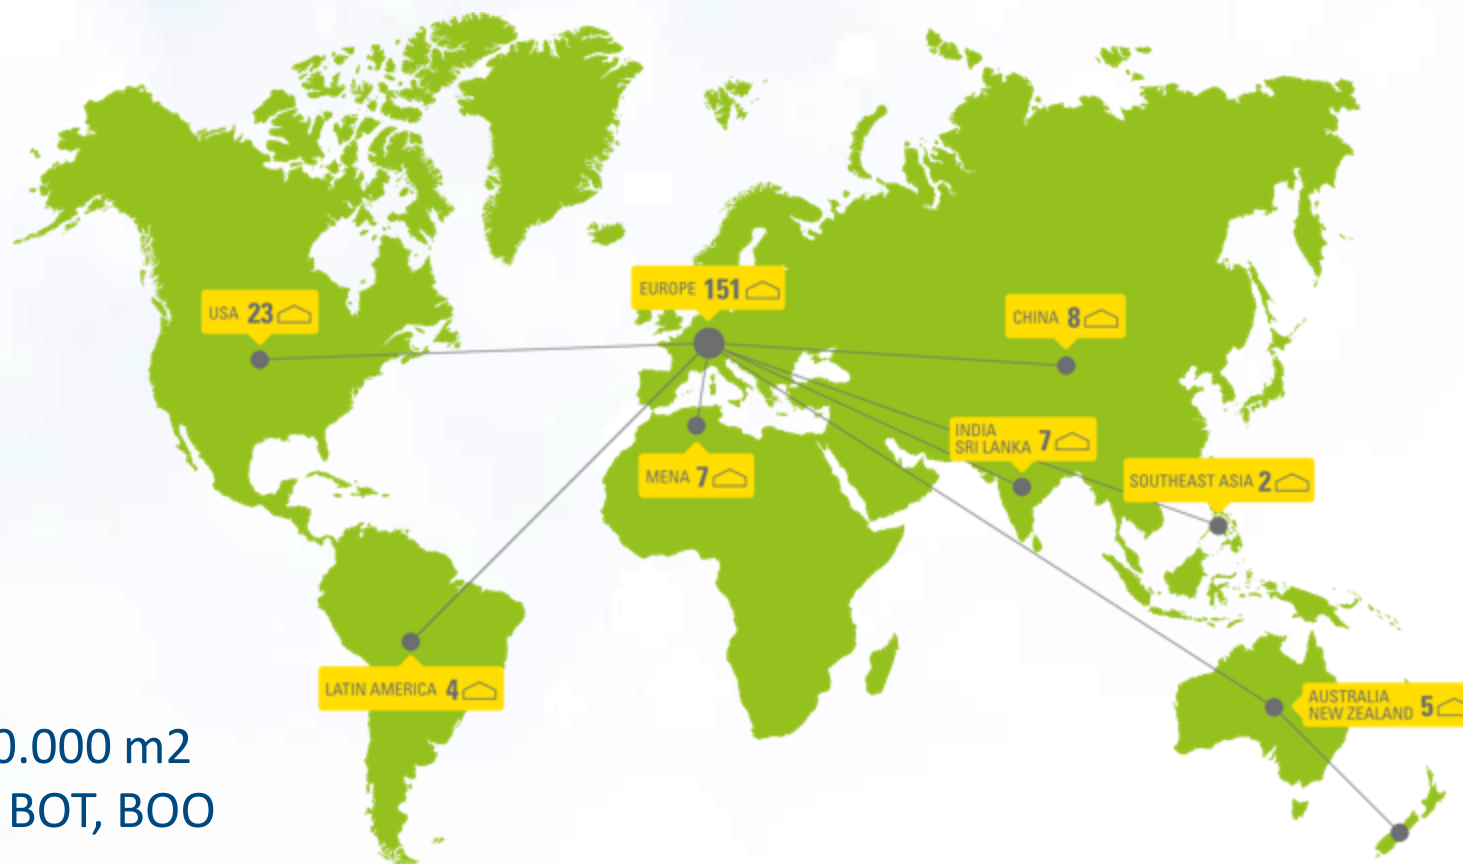 EUROPE 151
USA 23
CHINA 8
INDIA
SRI LANKA 7
MENA 7
SOUTHEAST ASIA 2
LATIN AMERICA 4
AUSTRALIA
NEW ZEALAND 5
0.000 m2
BOT, BOO